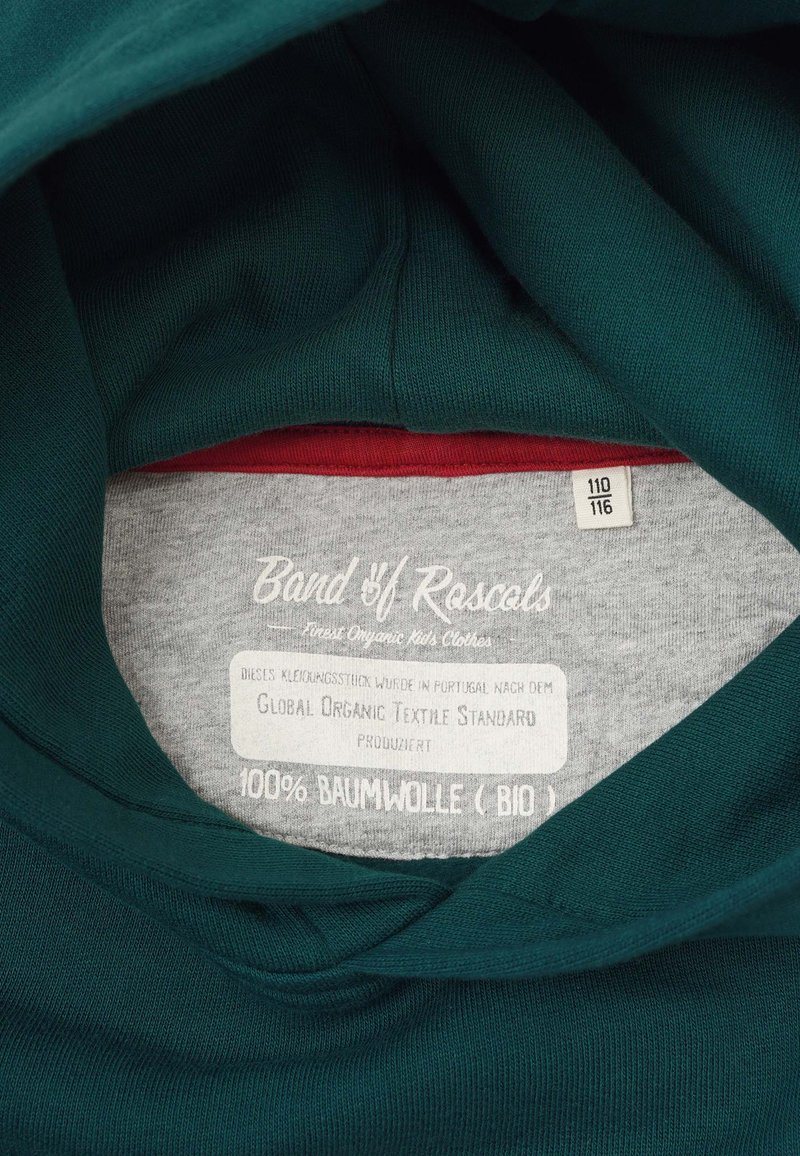 110
116
Band of Rascals
Finest Organic Kid's Clothes
DIESES KLEIDUNGSSTÜCK WURDE IN PORTUGAL NACH DEM
GLOBAL ORGANIC TEXTILE STANDARD
PRODUZIERT
100% BAUMWOLLE ( BIO )